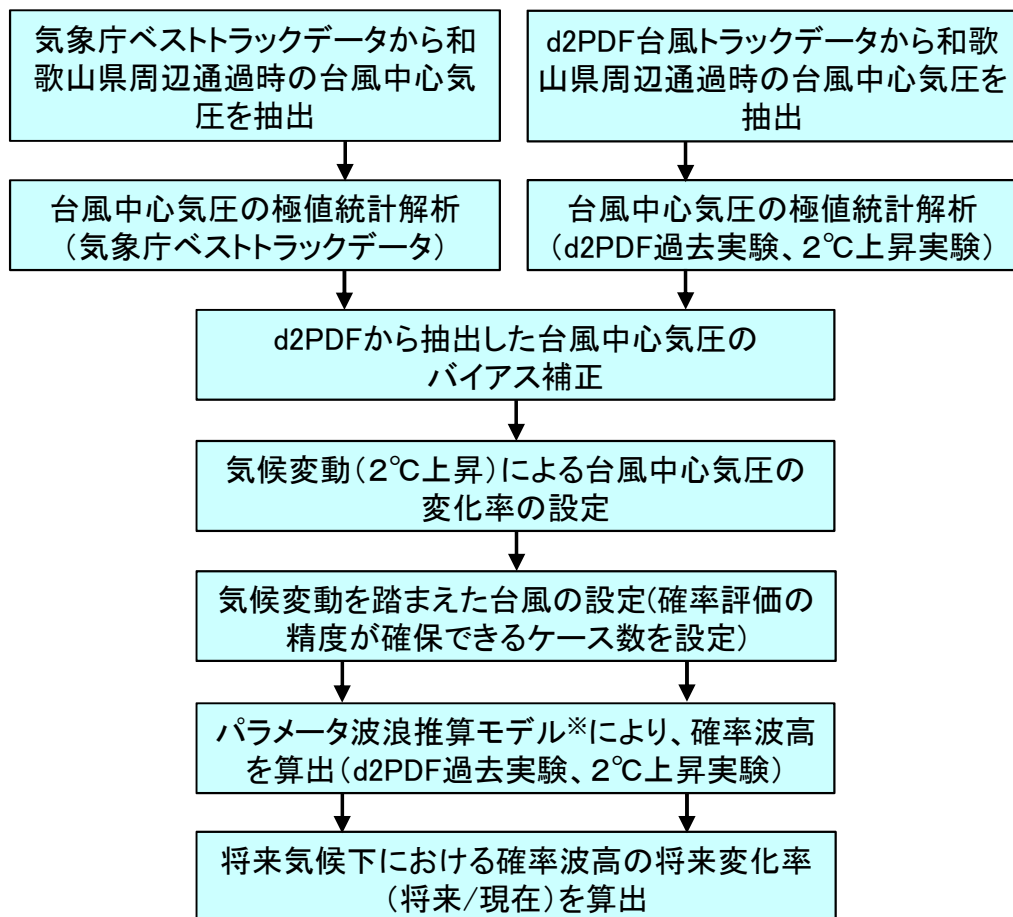 気象庁ベストトラックデータから和
歌山県周辺通過時の台風中心気
圧を抽出
d2PDF台風トラックデータから和歌
山県周辺通過時の台風中心気圧を
抽出
台風中心気圧の極値統計解析
（気象庁ベストトラックデータ）
台風中心気圧の極値統計解析
（d2PDF過去実験、２℃上昇実験）
d2PDFから抽出した台風中心気圧の
バイアス補正
気候変動（２℃上昇）による台風中心気圧の
変化率の設定
気候変動を踏まえた台風の設定(確率評価の
精度が確保できるケース数を設定）
パラメータ波浪推算モデル※により、確率波高
を算出（d2PDF過去実験、２℃上昇実験）
将来気候下における確率波高の将来変化率
（将来/現在）を算出